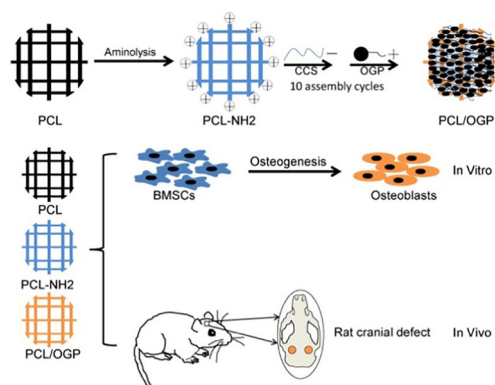 Aminolysis
CCS
OGP
10 assembly cycles
PCL
PCL-NH2
PCL/OGP
PCL
PCL-NH2
PCL/OGP
BMSCs
Osteogenesis
Osteoblasts
In Vitro
Rat cranial defect
In Vivo